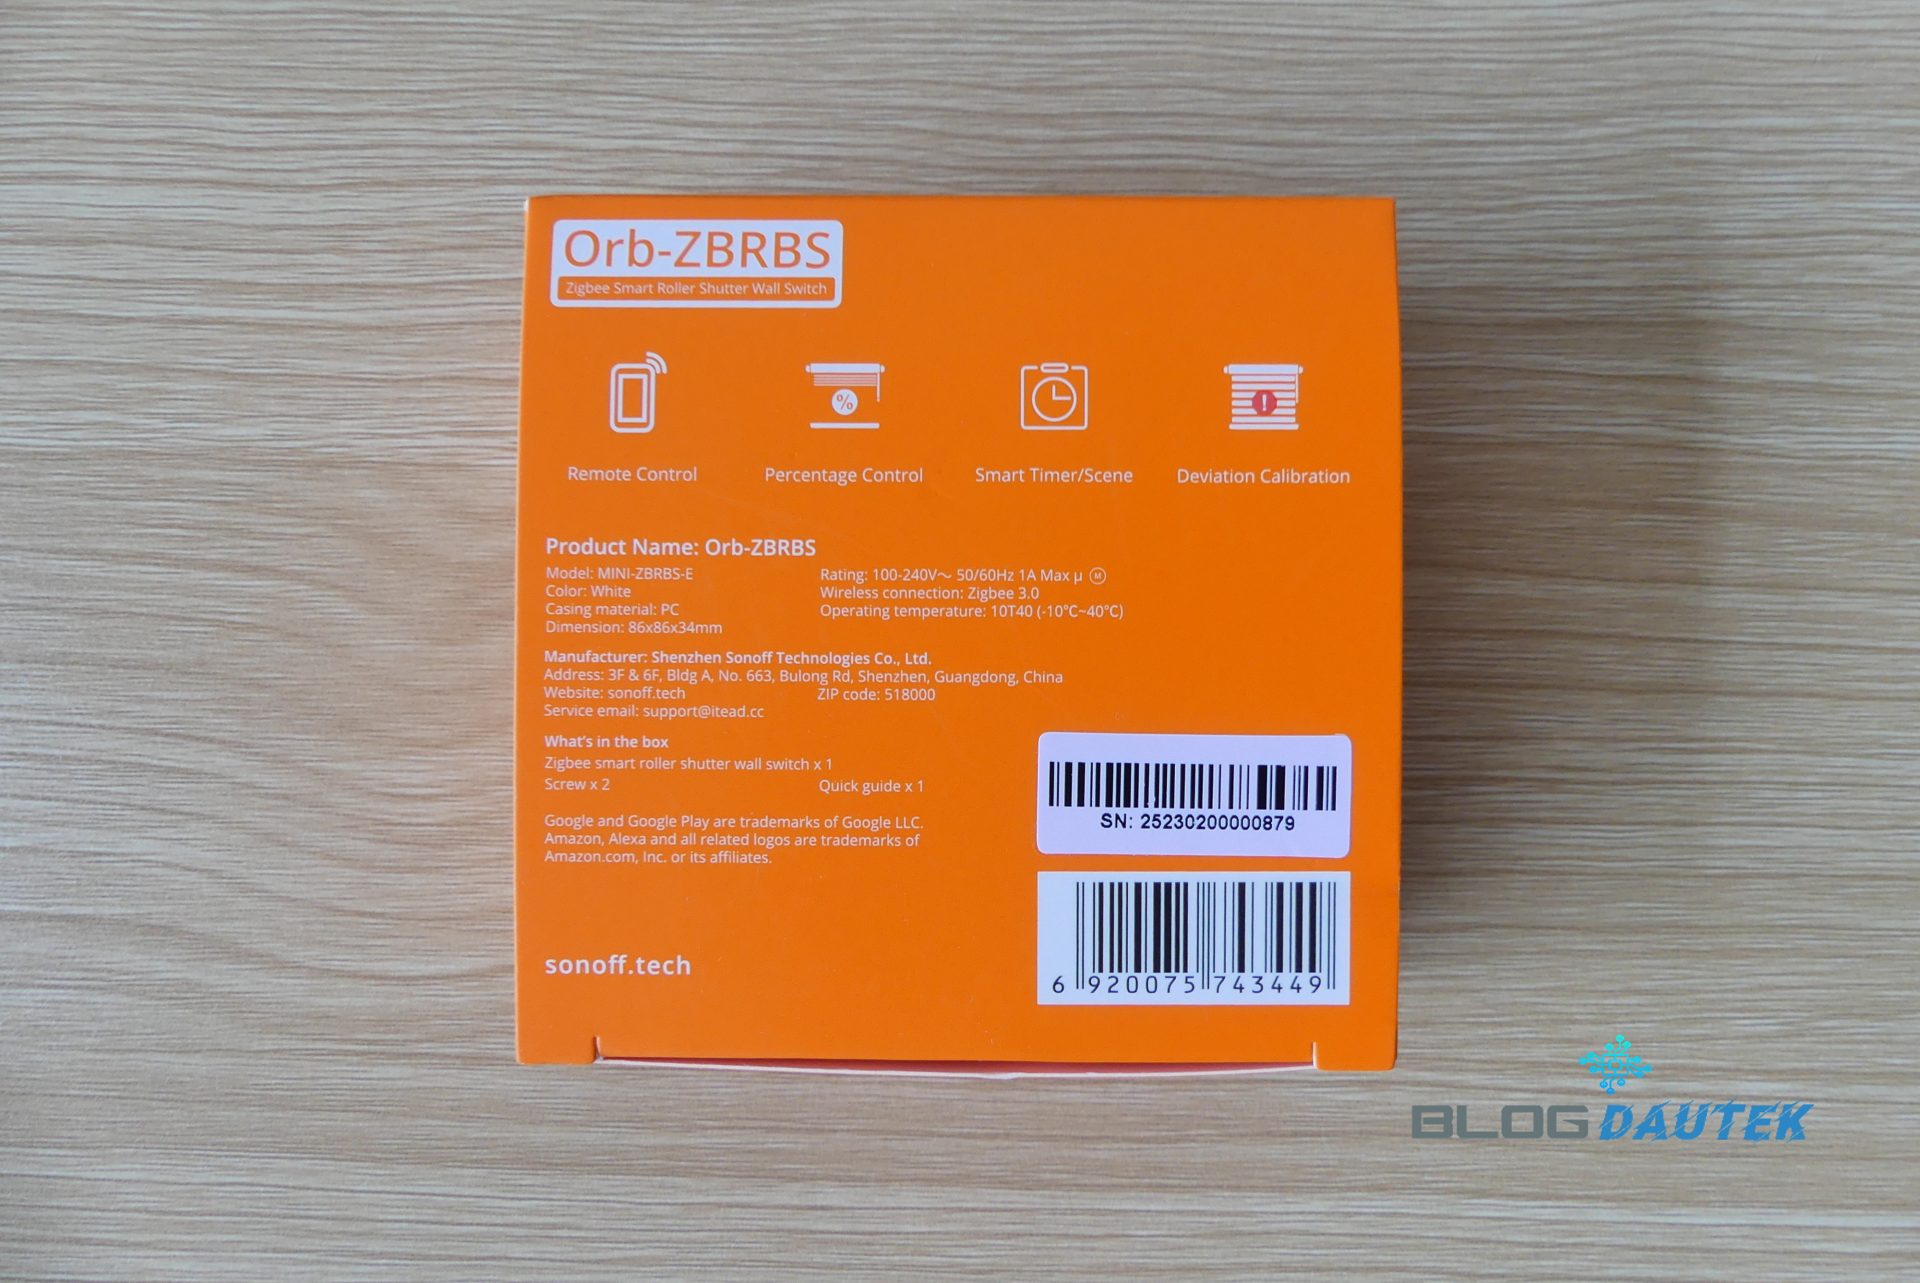 Orb-ZBRBS
Zigbee Smart Roller Shutter Wall Switch
%
!
Remote Control
Percentage Control
Smart Timer/Scene
Deviation Calibration
Product Name: Orb-ZBRBS
Model: MINI-ZBRBS-E
Color: White
Casing material: PC
Dimension: 86x86x34mm
Rating: 100-240V～ 50/60Hz 1A Max μ Ⓜ
Wireless connection: Zigbee 3.0
Operating temperature: 10T40 (-10℃~40℃)
Manufacturer: Shenzhen Sonoff Technologies Co., Ltd.
Address: 3F & 6F, Bldg A, No. 663, Bulong Rd, Shenzhen, Guangdong, China
Website: sonoff.tech ZIP code: 518000
Service email: support@itead.cc
What's in the box
Zigbee smart roller shutter wall switch x 1
Screw x 2 Quick guide x 1
Google and Google Play are trademarks of Google LLC.
Amazon, Alexa and all related logos are trademarks of
Amazon.com, Inc. or its affiliates.
sonoff.tech
SN: 25230200000879
6 920075 743449
BLOG DAUTEK